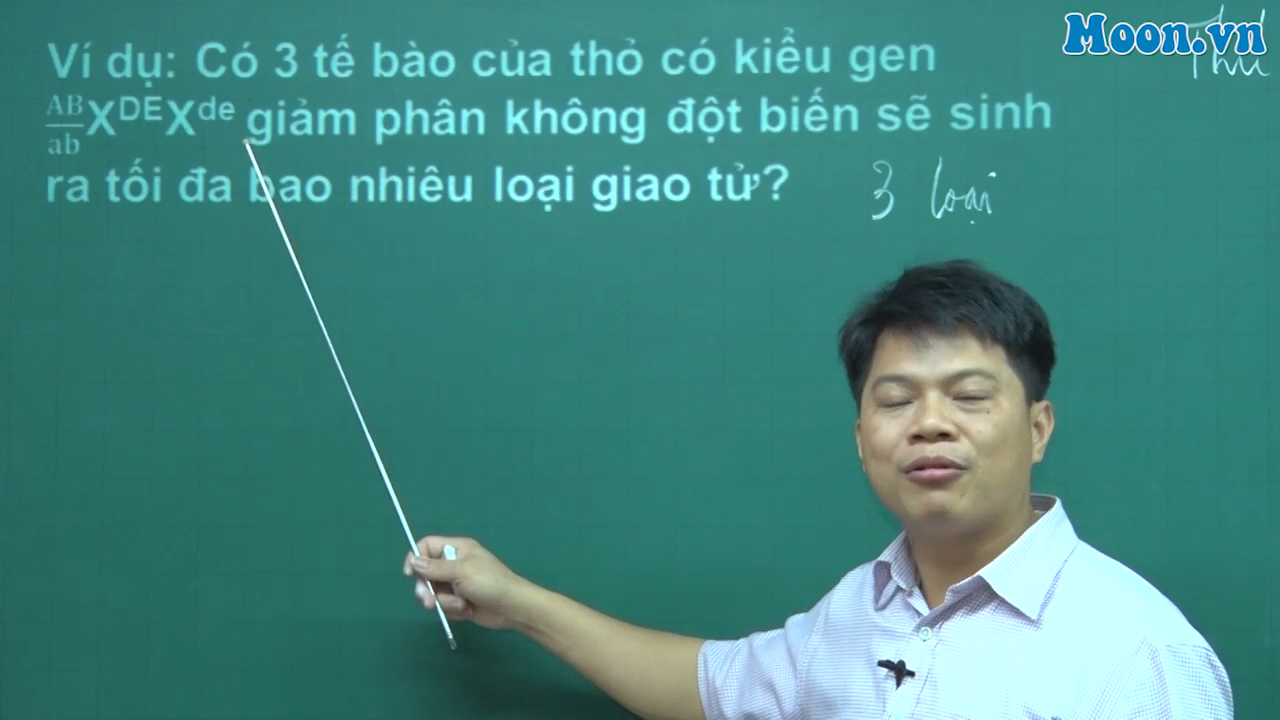 Moon.vn
Ví dụ: Có 3 tế bào của thỏ có kiểu gen
AB/ab X^DE X^de giảm phân không đột biến sẽ sinh
ra tối đa bao nhiêu loại giao tử?
3 loại